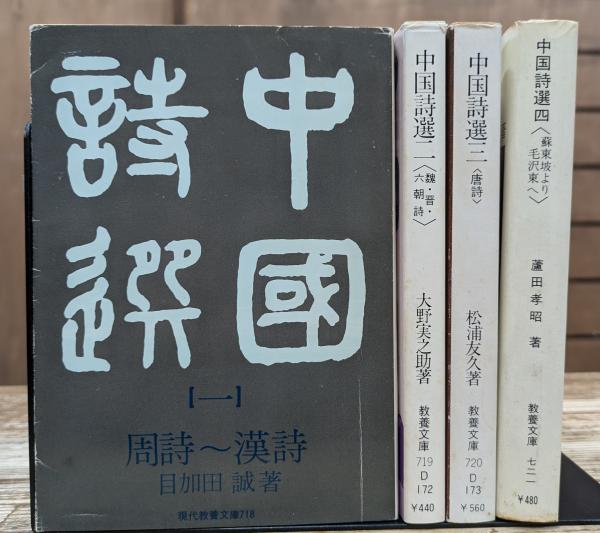 中國
詩選
【一】
周詩〜漢詩
目加田 誠著
現代教養文庫718
中国詩選二〈魏・晋・六朝詩〉
大野実之助著
教養文庫
719
D
172
¥440
中国詩選三〈唐詩〉
松浦友久著
教養文庫
720
D
173
¥560
中国詩選四〈蘇東坡より毛沢東へ〉
蘆田孝昭 著
教養文庫
七二一
¥480